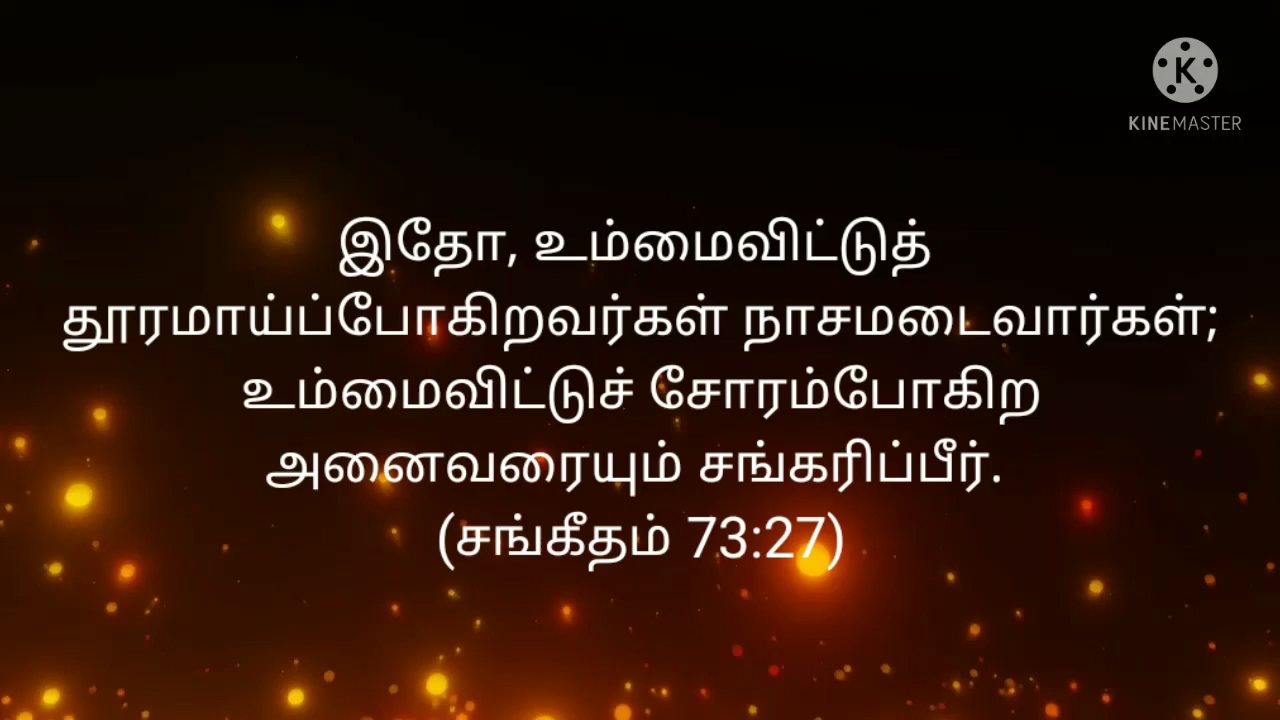 KINEMASTER
இதோ, உம்மைவிட்டுத்
தூரமாய்ப்போகிறவர்கள் நாசமடைவார்கள்;
உம்மைவிட்டுச் சோரம்போகிற
அனைவரையும் சங்கரிப்பீர்.
(சங்கீதம் 73:27)